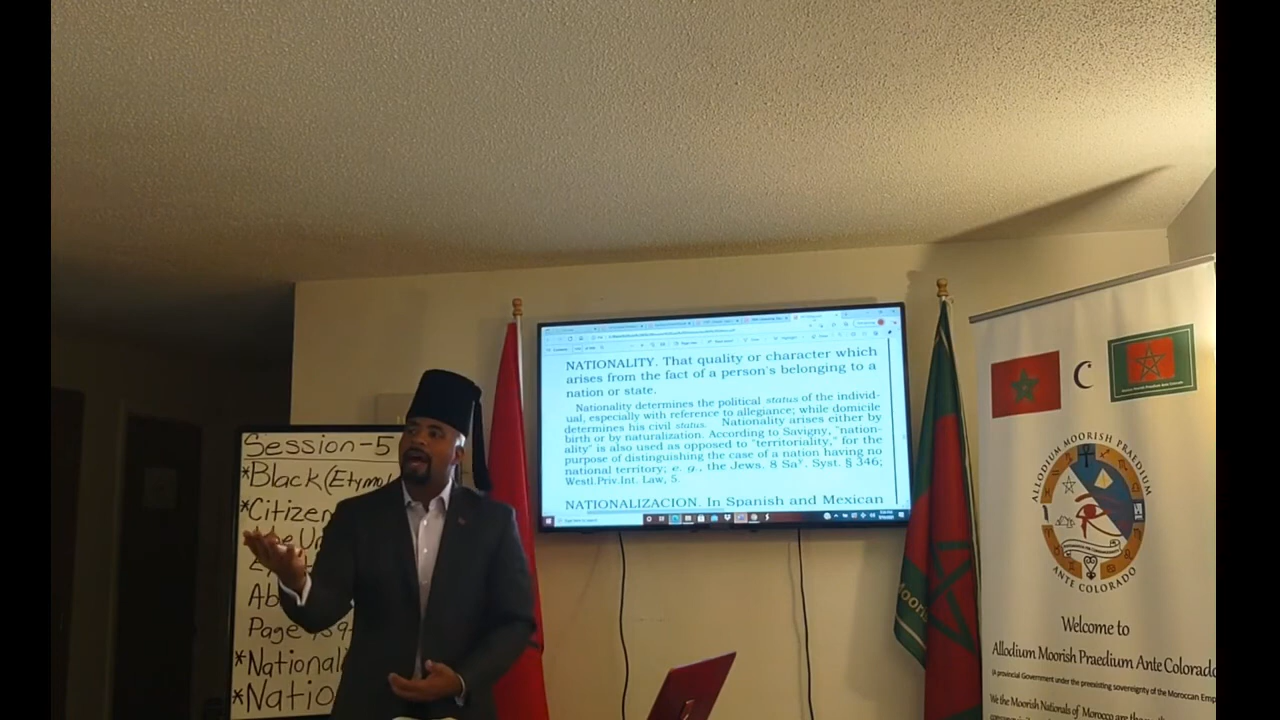 Session-5
*Black (Etymol
*Citizen
Ab
Page
*Nationali
*Natio
NATIONALITY. That quality or character which
arises from the fact of a person's belonging to a
nation or state.
Nationality determines the political status of the individ-
ual, especially with reference to allegiance; while domicile
determines his civil status. Nationality arises either by
birth or by naturalization. According to Savigny, "nation-
ality" is also used as opposed to "territoriality," for the
purpose of distinguishing the case of a nation having no
national territory; e. g., the Jews. 8 Sav. Syst. § 346;
Westl.Priv.Int. Law, 5.
NATIONALIZACION. In Spanish and Mexican
Moori
ALLODIUM MOORISH PRAEDIUM
ANTE COLORADO
Welcome to
Allodium Moorish Praedium Ante Colorado
(A provincial Government under the preexisting sovereignty of the Moroccan Emp
We the Moorish Nationals of Morocco are